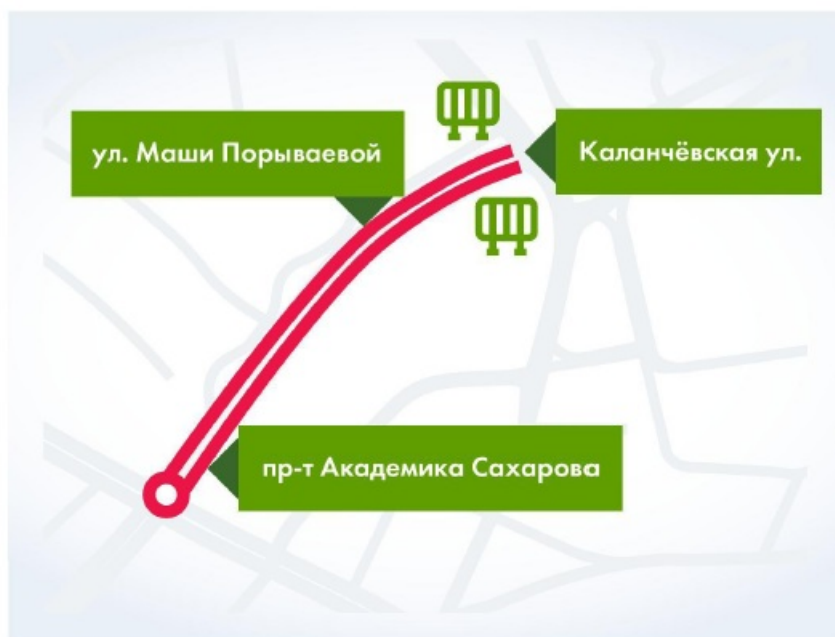 ул. Маши Порываевой
Каланчёвская ул.
пр-т Академика Сахарова